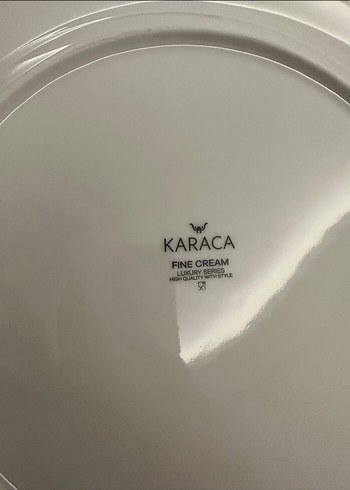 KARACA
FINE CREAM
LUXURY SERIES
HIGH QUALITY WITH STYLE